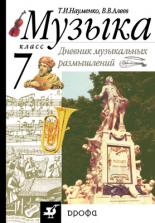 Т.И.Науменко, В.В.Алеев
Музыка
класс
7
Дневник музыкальных
размышлений
дрофа